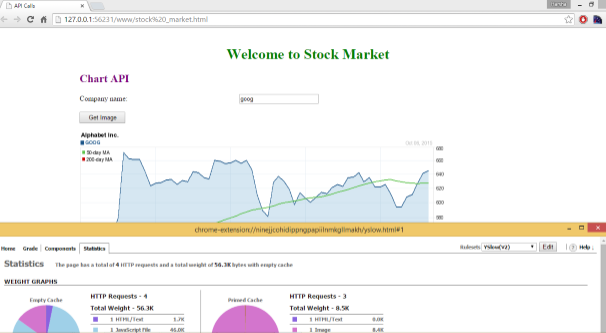 API Calls
127.0.0.1:56231/www/stock%20_market.html
Welcome to Stock Market
Chart API
Company name:
goog
Get Image
Alphabet Inc.
GOOG
50-day MA
200-day MA
680
660
640
620
600
580
chrome-extension://ninejjcohidippngpapiilnmkgllmakh/yslow.html#1
Home Grade Components Statistics
Rulesets YSlow(V2) Edit Help
Statistics The page has a total of 4 HTTP requests and a total weight of 56.3K bytes with empty cache
WEIGHT GRAPHS
Empty Cache
HTTP Requests - 4
Total Weight - 56.3K
1 HTML/Text 1.7K
1 JavaScript File 46.0K
Primed Cache
HTTP Requests - 3
Total Weight - 8.5K
1 HTML/Text 0.0K
1 Image 8.4K